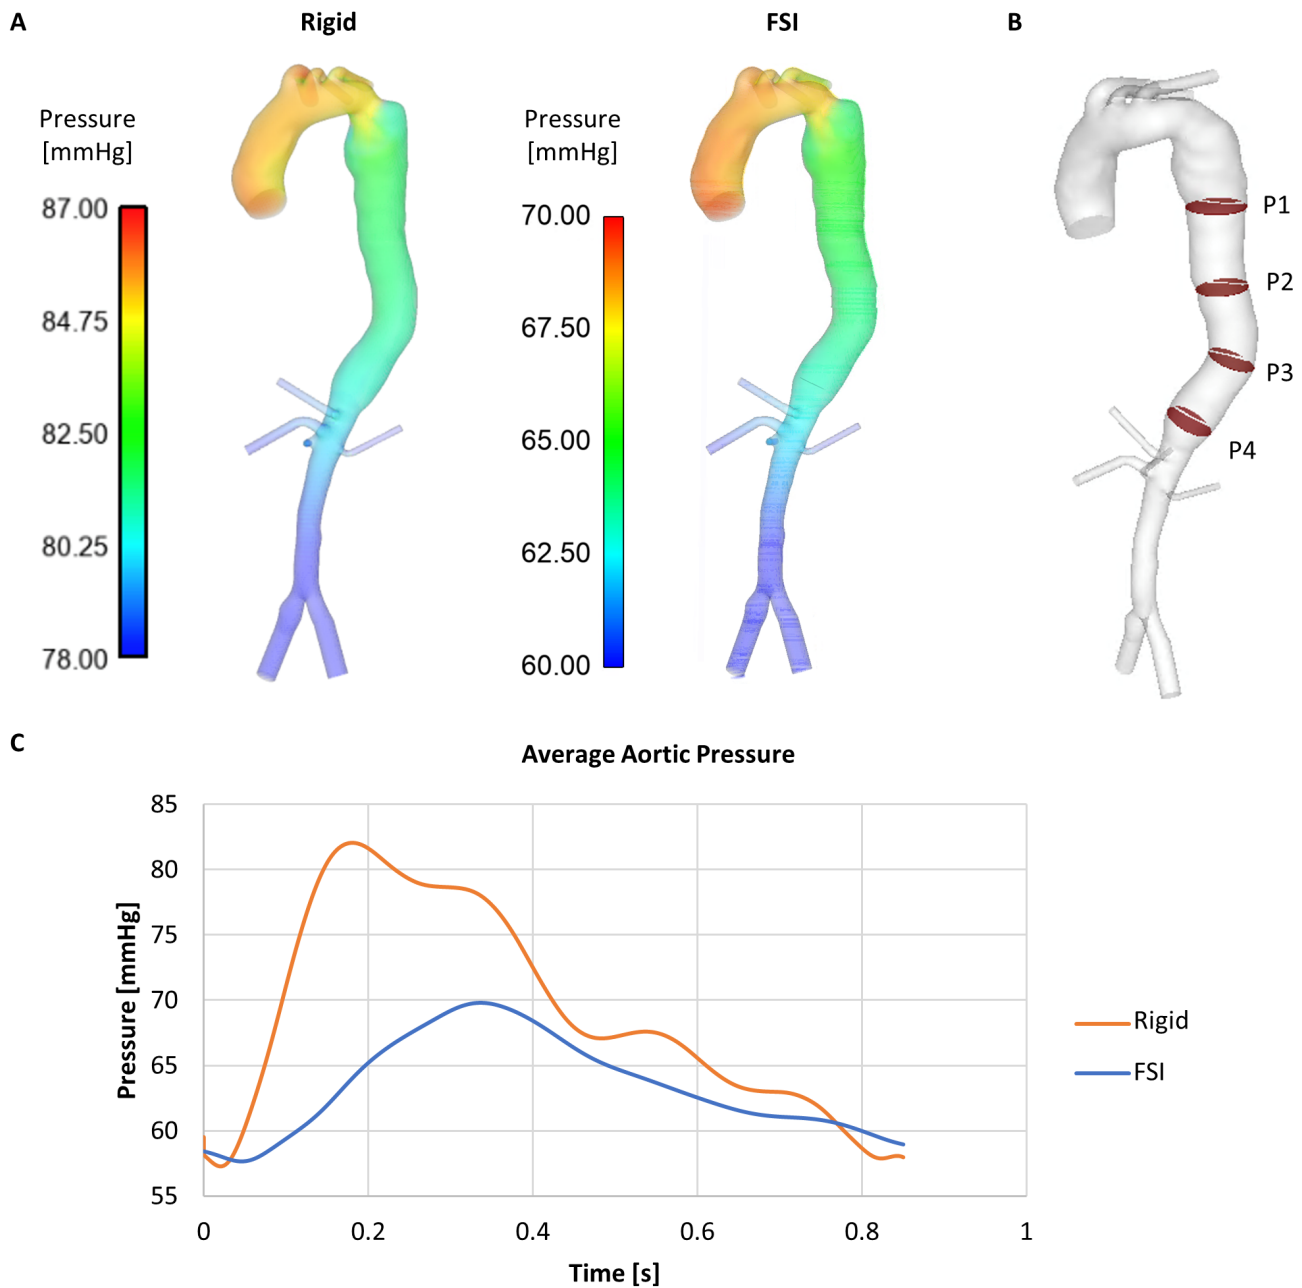 A
Rigid
FSI
B
Pressure
[mmHg]
87.00
84.75
82.50
80.25
78.00
Pressure
[mmHg]
70.00
67.50
65.00
62.50
60.00
P1
P2
P3
P4
C
Average Aortic Pressure
Pressure [mmHg]
85
80
75
70
65
60
55
0
0.2
0.4
0.6
0.8
1
Time [s]
Rigid
FSI